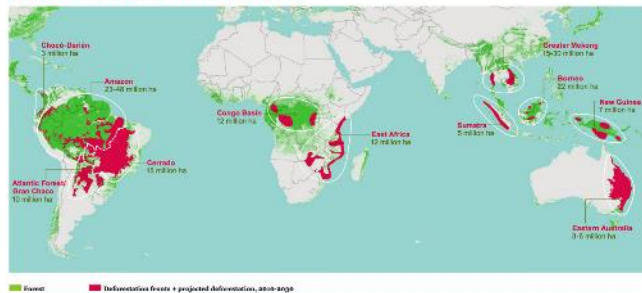 Chocó-Darién
3 million ha
Amazon
23–48 million ha
Cerrado
15 million ha
Atlantic Forest/
Gran Chaco
10 million ha
Congo Basin
12 million ha
East Africa
12 million ha
Greater Mekong
15–30 million ha
Borneo
22 million ha
New Guinea
7 million ha
Sumatra
5 million ha
Eastern Australia
3–6 million ha
Forest
Deforestation fronts + projected deforestation, 2010-2030